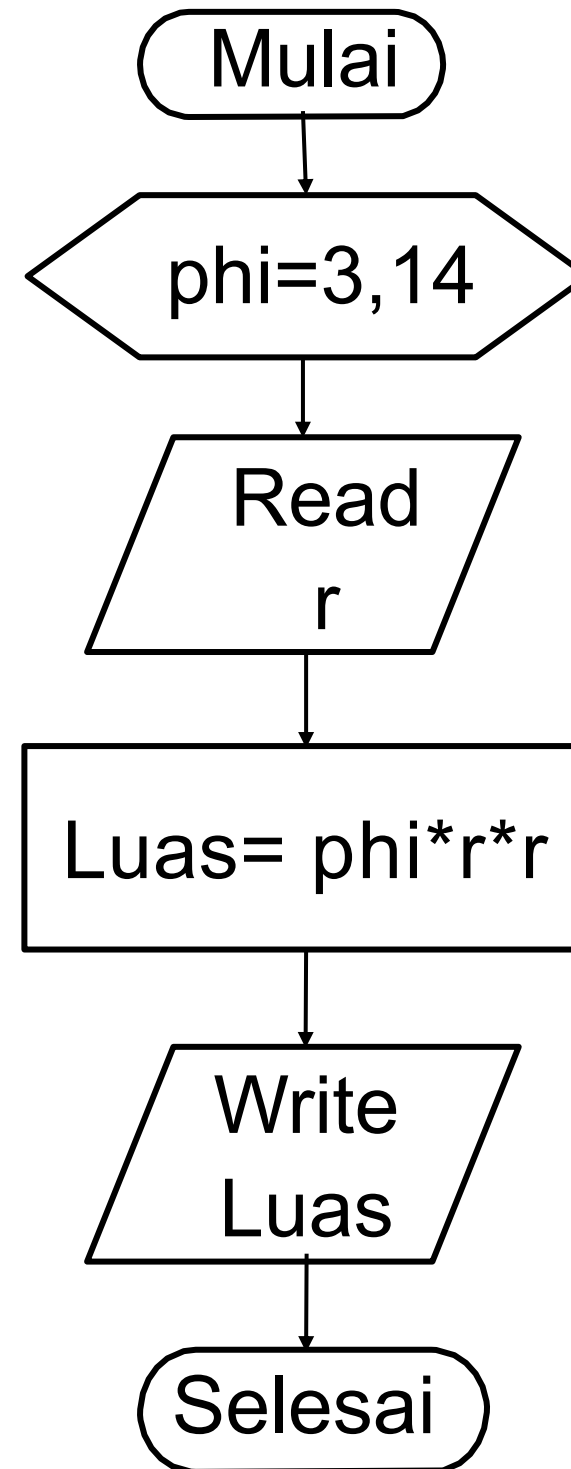 Mulai
phi=3,14
Read
r
Luas= phi*r*r
Write
Luas
Selesai